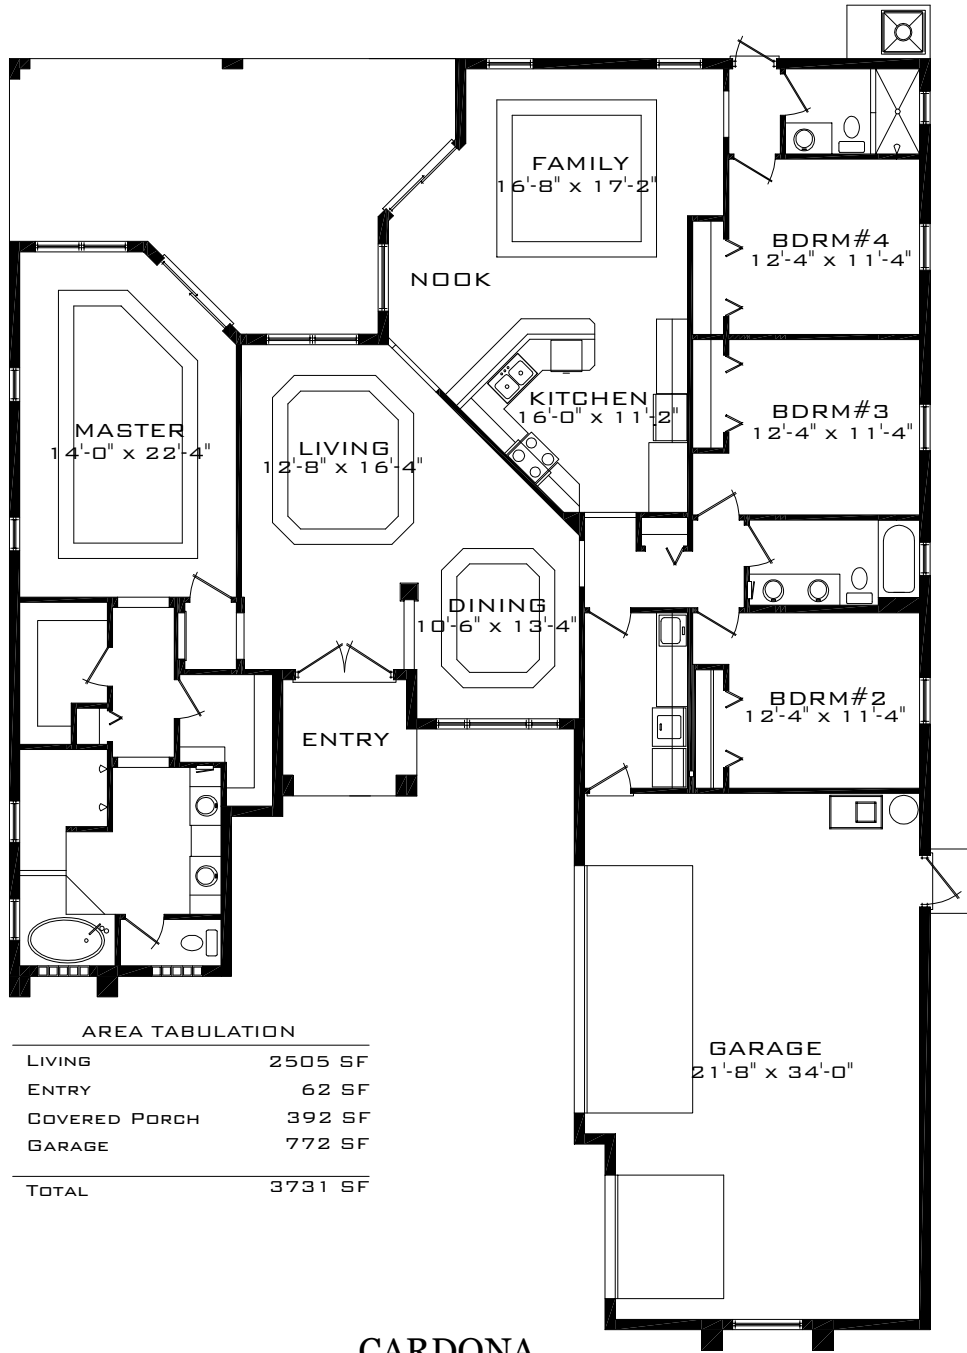 FAMILY
16'-8" x 17'-2"
BDRM#4
12'-4" x 11'-4"
NOOK
KITCHEN
16'-0" x 11'-2"
BDRM#3
12'-4" x 11'-4"
MASTER
14'-0" x 22'-4"
LIVING
12'-8" x 16'-4"
DINING
10'-6" x 13'-4"
BDRM#2
12'-4" x 11'-4"
ENTRY
GARAGE
21'-8" x 34'-0"
AREA TABULATION
LIVING 2505 SF
ENTRY 62 SF
COVERED PORCH 392 SF
GARAGE 772 SF
TOTAL 3731 SF
CARDONA